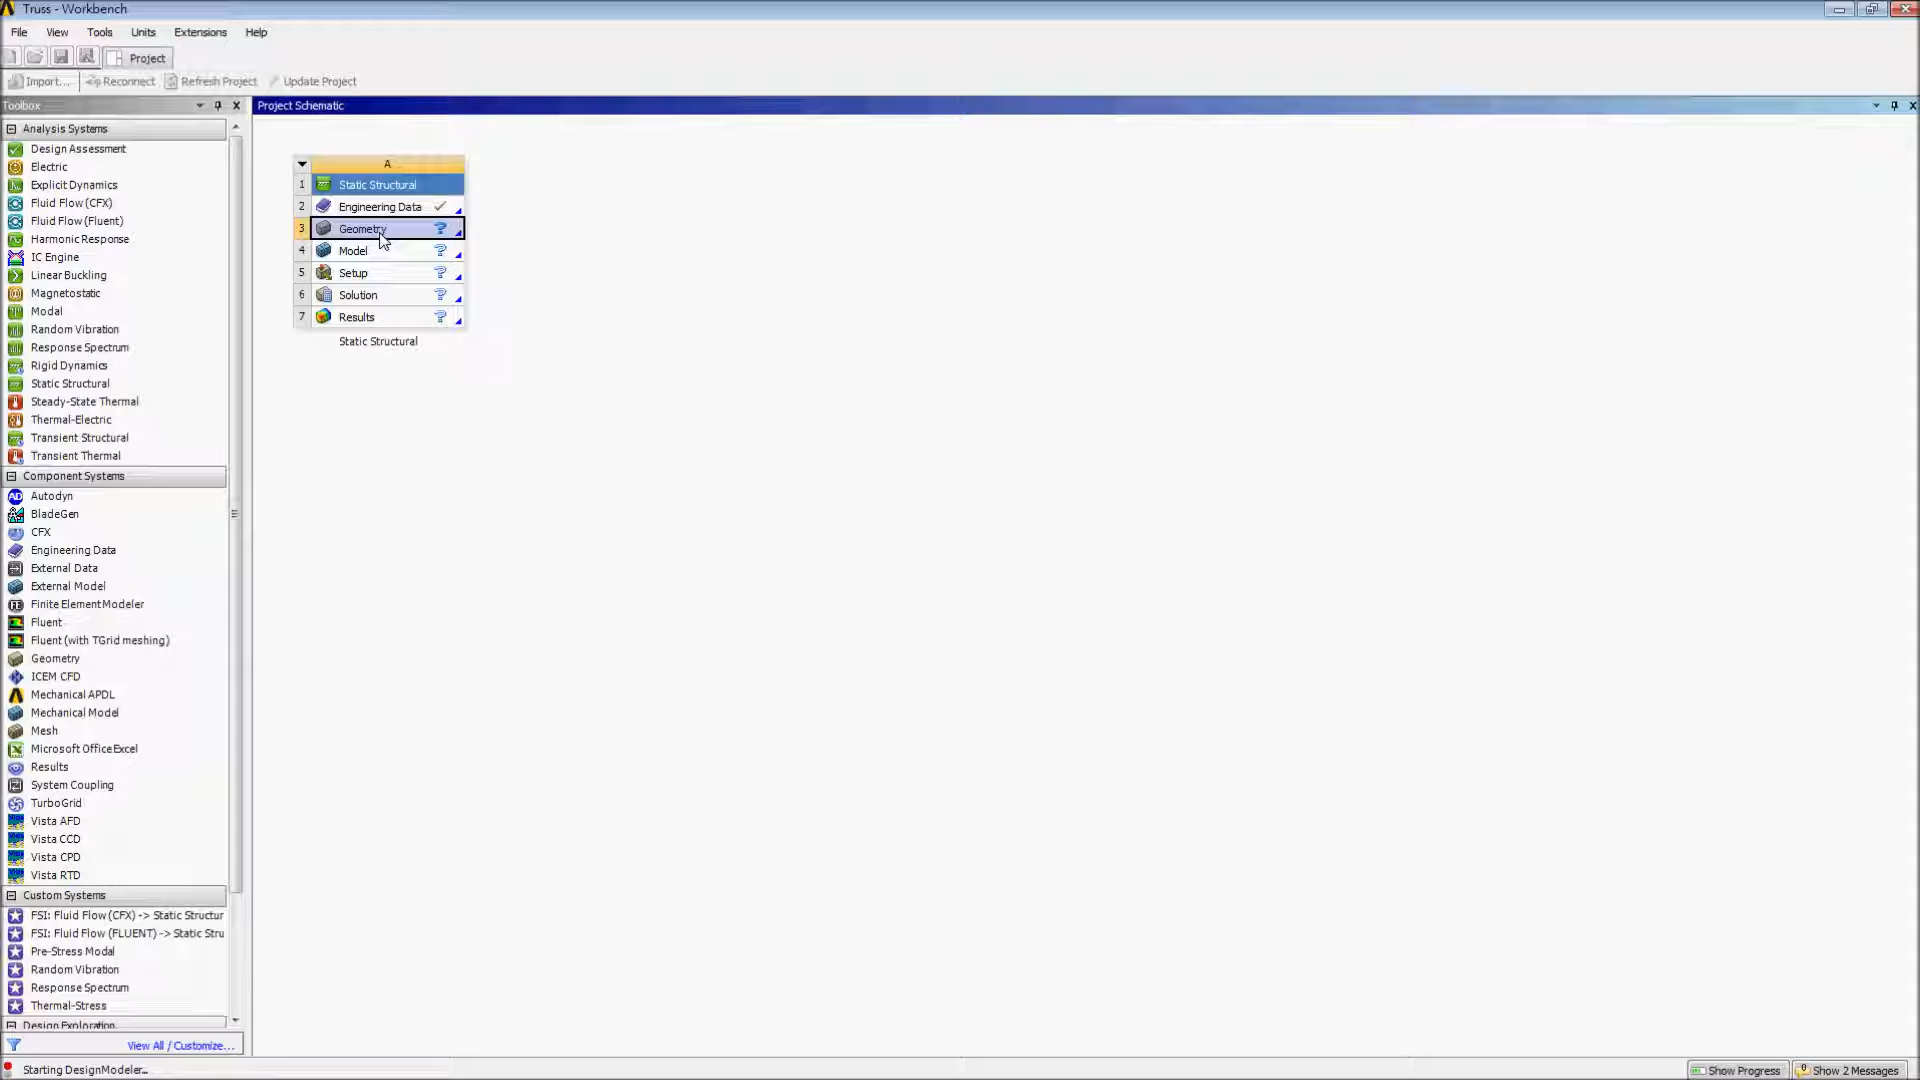 Truss - Workbench
File View Tools Units Extensions Help
Project
Import... Reconnect Refresh Project Update Project
Toolbox
Project Schematic
Analysis Systems
Design Assessment
Electric
Explicit Dynamics
Fluid Flow (CFX)
Fluid Flow (Fluent)
Harmonic Response
IC Engine
Linear Buckling
Magnetostatic
Modal
Random Vibration
Response Spectrum
Rigid Dynamics
Static Structural
Steady-State Thermal
Thermal-Electric
Transient Structural
Transient Thermal
Component Systems
Autodyn
BladeGen
CFX
Engineering Data
External Data
External Model
Finite Element Modeler
Fluent
Fluent (with TGrid meshing)
Geometry
ICEM CFD
Mechanical APDL
Mechanical Model
Mesh
Microsoft Office Excel
Results
System Coupling
TurboGrid
Vista AFD
Vista CCD
Vista CPD
Vista RTD
Custom Systems
FSI: Fluid Flow (CFX) -> Static Structur
FSI: Fluid Flow (FLUENT) -> Static Stru
Pre-Stress Modal
Random Vibration
Response Spectrum
Thermal-Stress
Design Exploration
View All / Customize...
A
1 Static Structural
2 Engineering Data
3 Geometry
4 Model
5 Setup
6 Solution
7 Results
Static Structural
Starting DesignModeler...
Show Progress
Show 2 Messages